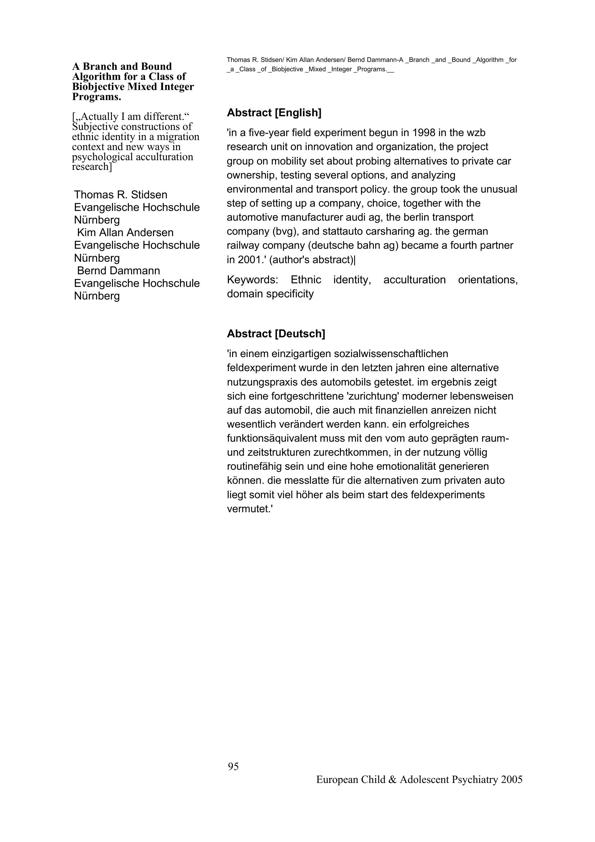 A Branch and Bound
Algorithm for a Class of
Biobjective Mixed Integer
Programs.
[„Actually I am different.“
Subjective constructions of
ethnic identity in a migration
context and new ways in
psychological acculturation
research]
Thomas R. Stidsen
Evangelische Hochschule
Nürnberg
Kim Allan Andersen
Evangelische Hochschule
Nürnberg
Bernd Dammann
Evangelische Hochschule
Nürnberg
Thomas R. Stidsen/ Kim Allan Andersen/ Bernd Dammann-A _Branch _and _Bound _Algorithm _for
_a _Class _of _Biobjective _Mixed _Integer _Programs.__
Abstract [English]
'in a five-year field experiment begun in 1998 in the wzb
research unit on innovation and organization, the project
group on mobility set about probing alternatives to private car
ownership, testing several options, and analyzing
environmental and transport policy. the group took the unusual
step of setting up a company, choice, together with the
automotive manufacturer audi ag, the berlin transport
company (bvg), and stattauto carsharing ag. the german
railway company (deutsche bahn ag) became a fourth partner
in 2001.' (author's abstract)|
Keywords: Ethnic identity, acculturation orientations,
domain specificity
Abstract [Deutsch]
'in einem einzigartigen sozialwissenschaftlichen
feldexperiment wurde in den letzten jahren eine alternative
nutzungspraxis des automobils getestet. im ergebnis zeigt
sich eine fortgeschrittene 'zurichtung' moderner lebensweisen
auf das automobil, die auch mit finanziellen anreizen nicht
wesentlich verändert werden kann. ein erfolgreiches
funktionsäquivalent muss mit den vom auto geprägten raum-
und zeitstrukturen zurechtkommen, in der nutzung völlig
routinefähig sein und eine hohe emotionalität generieren
können. die messlatte für die alternativen zum privaten auto
liegt somit viel höher als beim start des feldexperiments
vermutet.'
95
European Child & Adolescent Psychiatry 2005